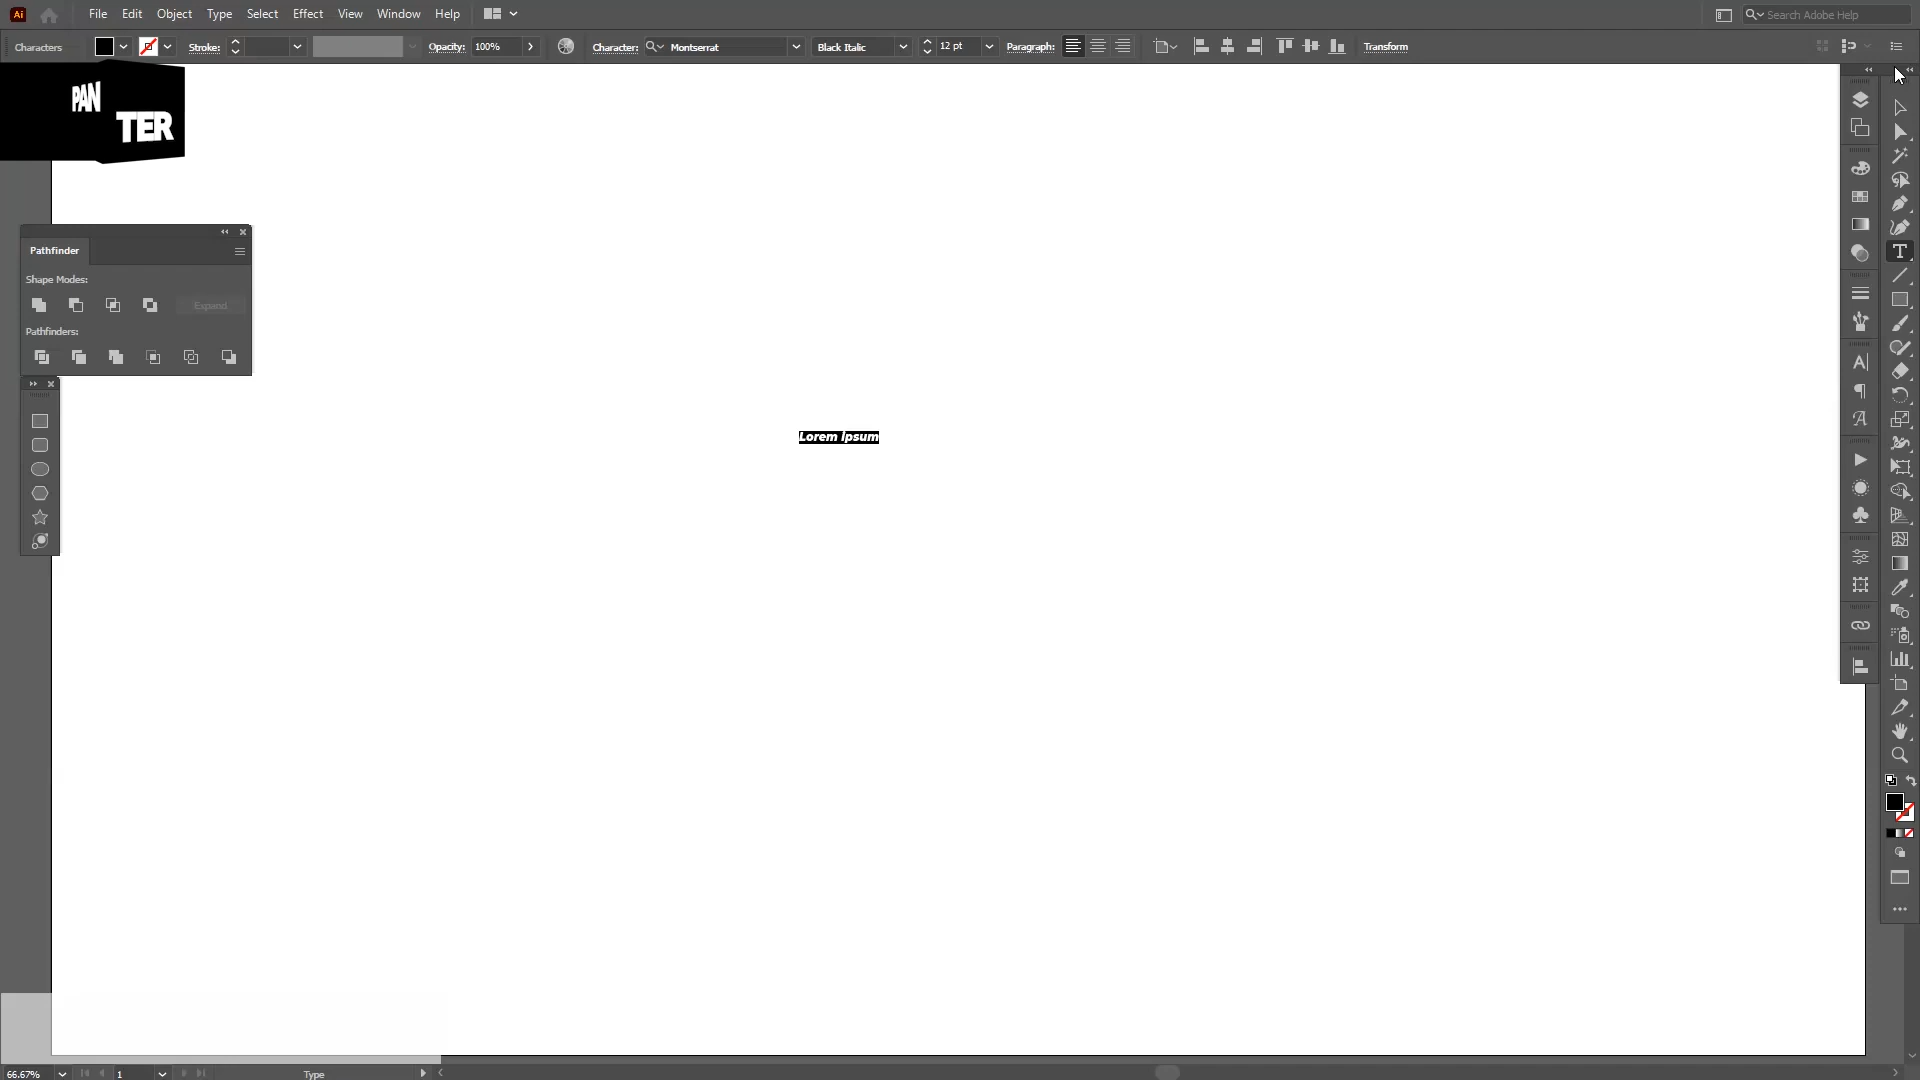 Ai File Edit Object Type Select Effect View Window Help Search Adobe Help
Characters Stroke: Opacity: 100% Character: Montserrat Black Italic 12 pt Paragraph: Transform
PAN
TER
Pathfinder
Shape Modes:
Expand
Pathfinders:
Lorem Ipsum
66.67% 1 Type